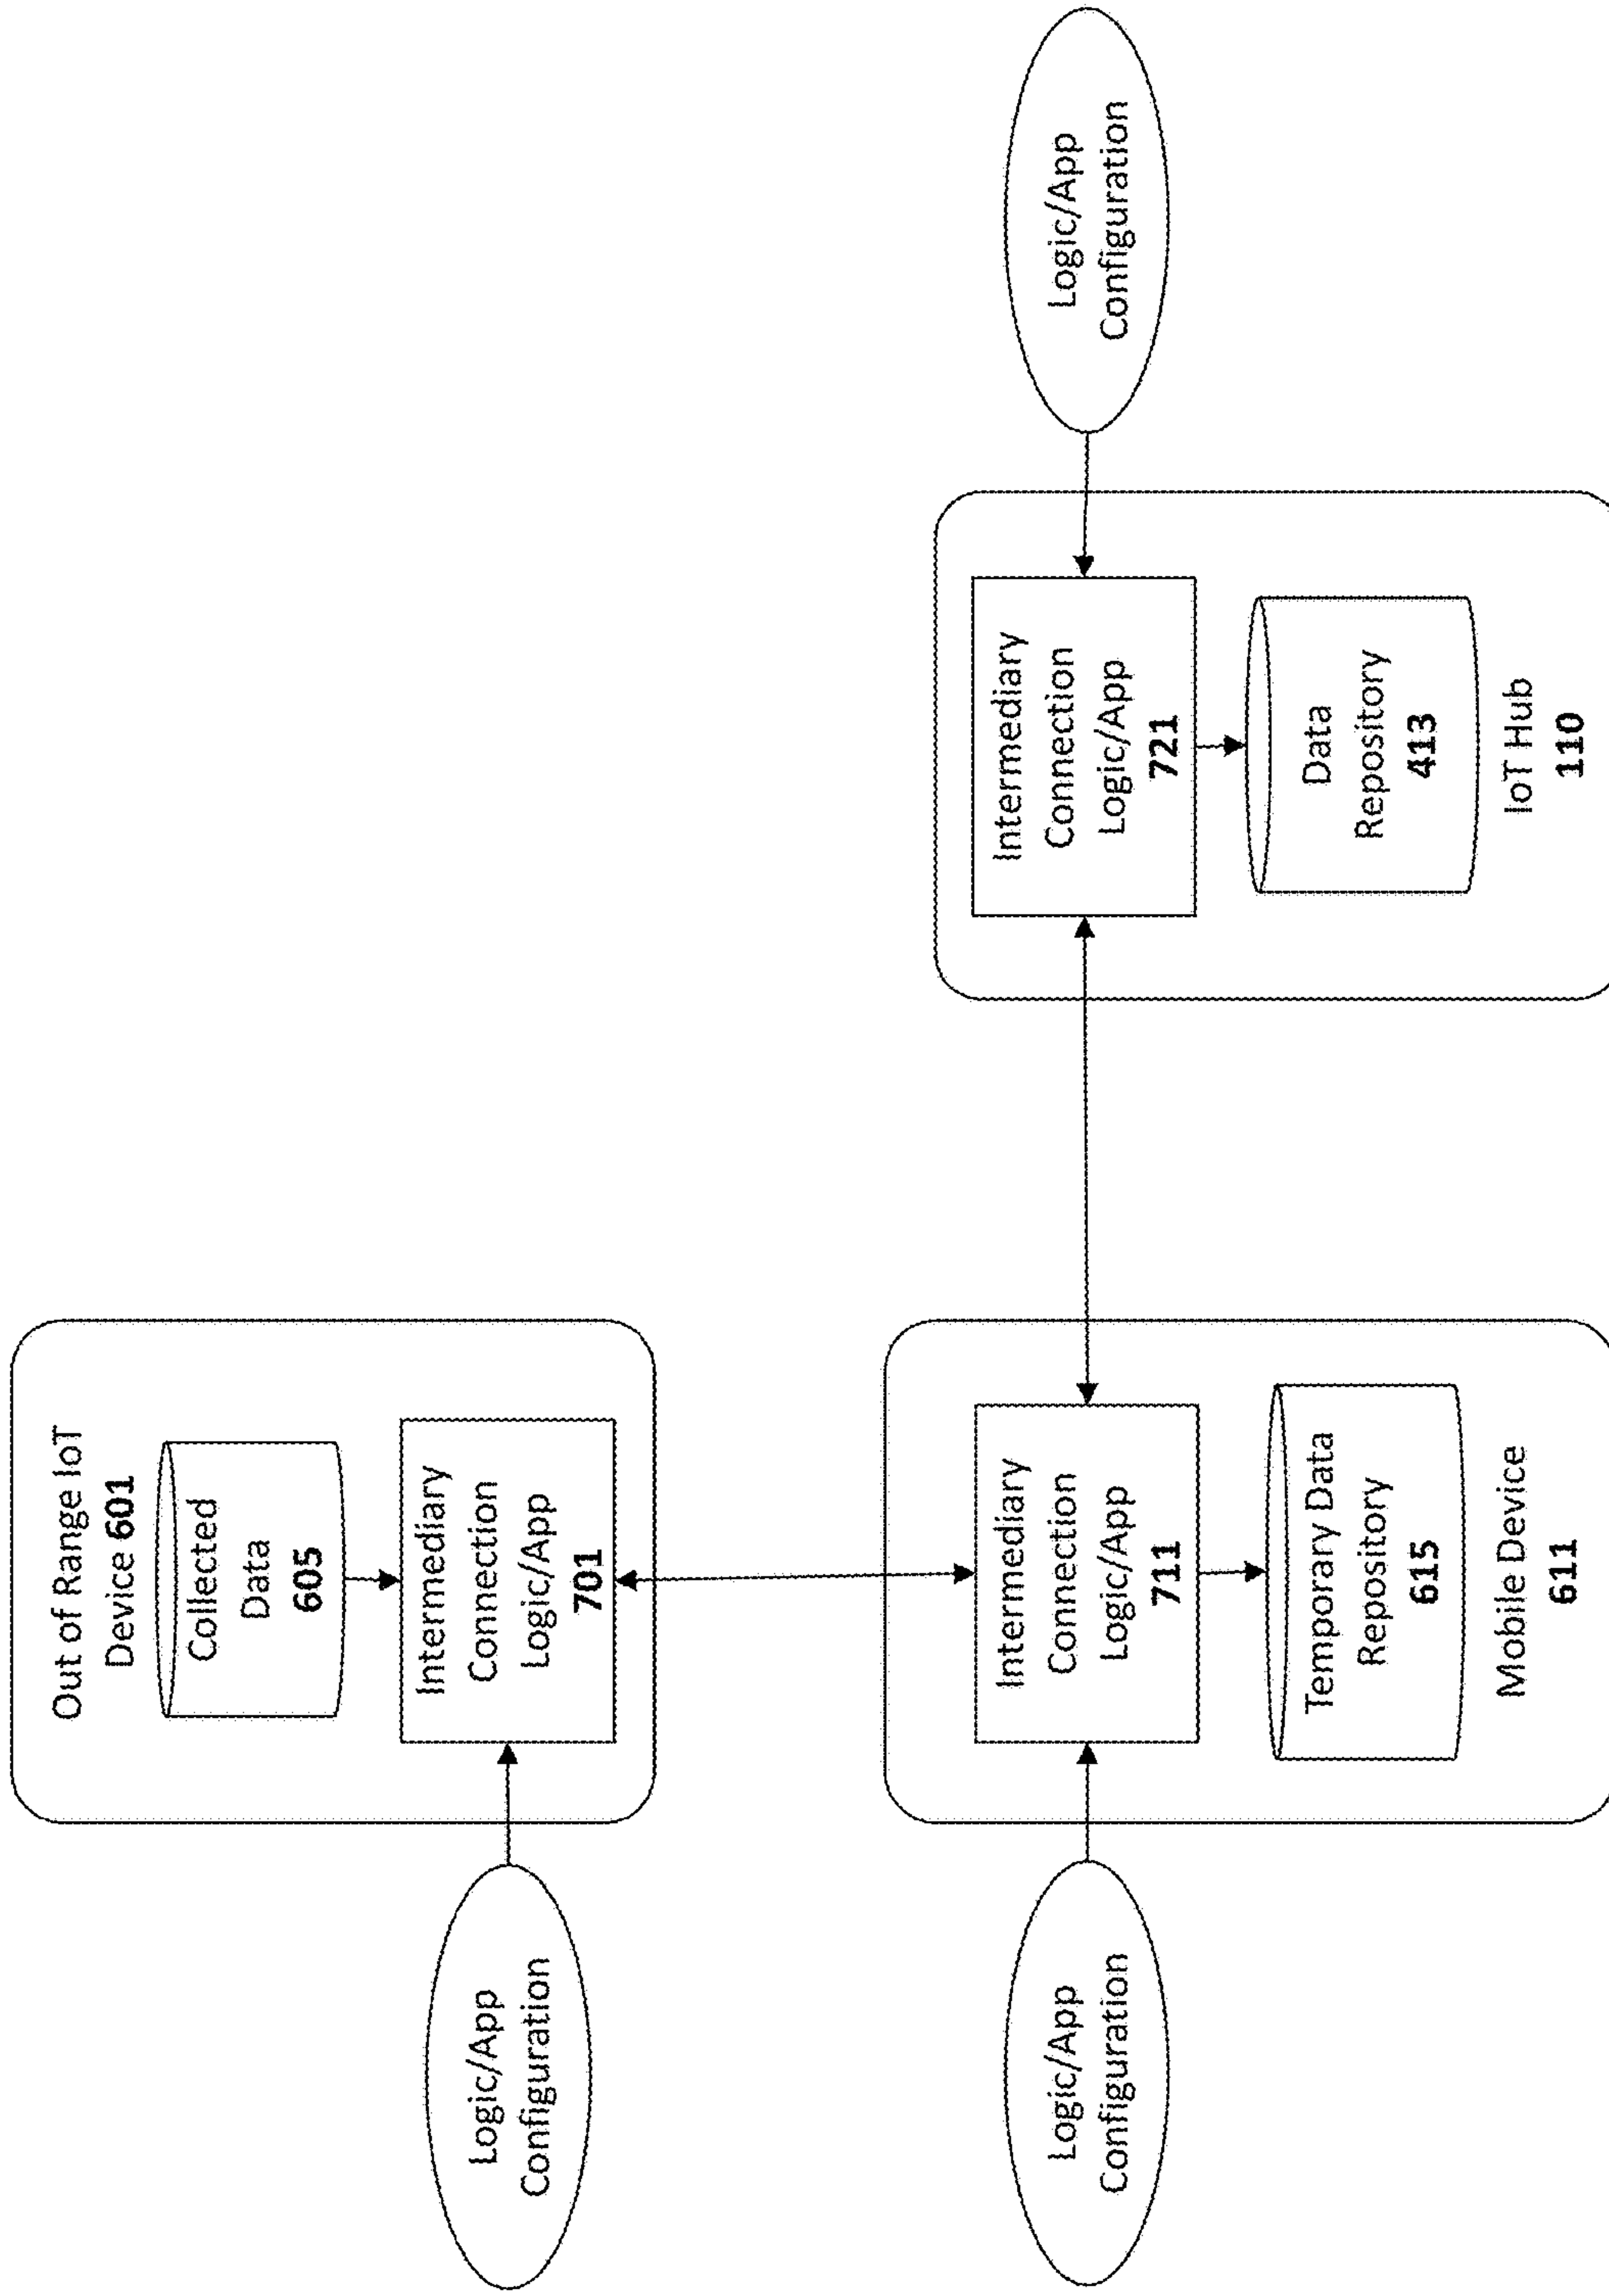 Out of Range IoT
Device 601
Collected
Data
605
Intermediary
Connection
Logic/App
701
Logic/App
Configuration
Intermediary
Connection
Logic/App
711
Temporary Data
Repository
615
Mobile Device
611
Logic/App
Configuration
Intermediary
Connection
Logic/App
721
Data
Repository
413
IoT Hub
110
Logic/App
Configuration